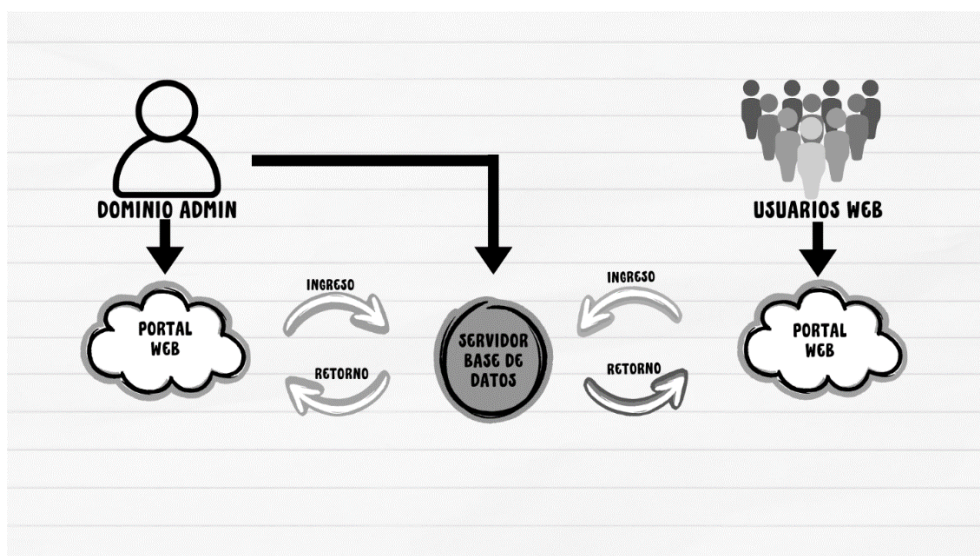 DOMINIO ADMIN
USUARIOS WEB
PORTAL
WEB
INGRESO
RETORNO
SERVIDOR
BASE DE
DATOS
INGRESO
RETORNO
PORTAL
WEB